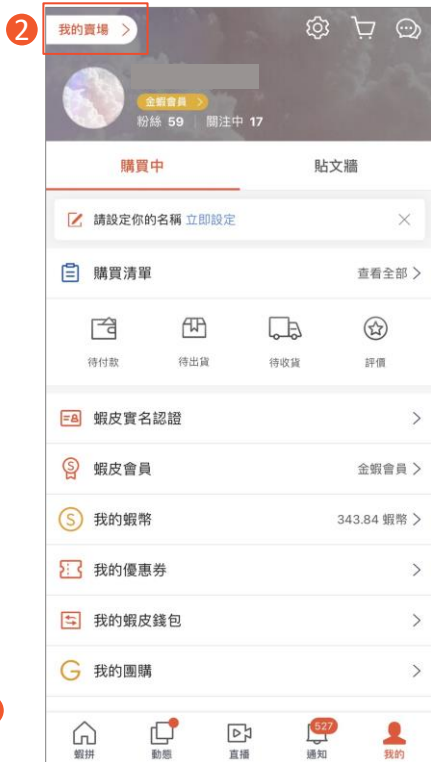 2
我的賣場 >
金蝦會員 >
粉絲 59 | 關注中 17
購買中 貼文牆
請設定你的名稱 立即設定
購買清單 查看全部 >
待付款 待出貨 待收貨 評價
蝦皮實名認證 >
蝦皮會員 金蝦會員 >
S 我的蝦幣 343.84 蝦幣 >
我的優惠券 >
我的蝦皮錢包 >
G 我的團購 >
527
蝦拼 動態 直播 通知 我的